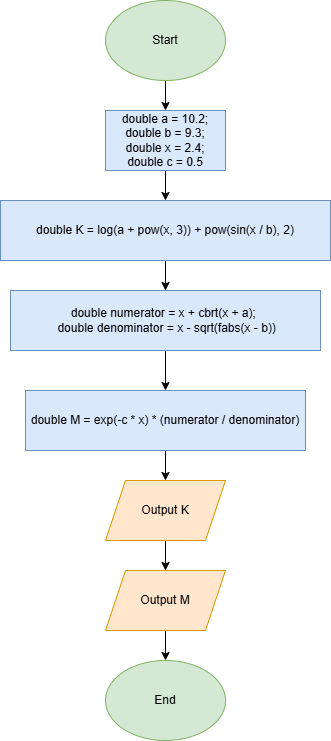 Start
double a = 10.2;
double b = 9.3;
double x = 2.4;
double c = 0.5
double K = log(a + pow(x, 3)) + pow(sin(x / b), 2)
double numerator = x + cbrt(x + a);
double denominator = x - sqrt(fabs(x - b))
double M = exp(-c * x) * (numerator / denominator)
Output K
Output M
End